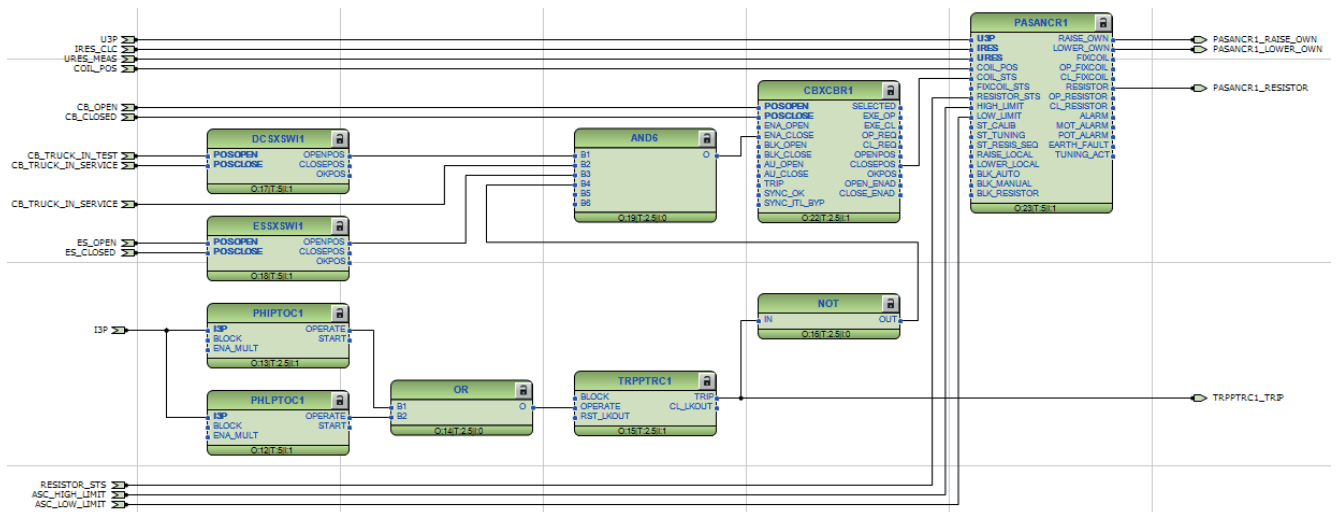 PASANCR1
U3P
IRES_CLC
URES_MEAS
COIL_POS
U3P RAISE_OWN
IRES LOWER_OWN
URES FIXCOIL
COIL_POS OP_FIXCOIL
COIL_STS CL_FIXCOIL
FIXCOIL_STS RESISTOR
RESISTOR_STS OP_RESISTOR
HIGH_LIMIT CL_RESISTOR
LOW_LIMIT ALARM
ST_CALIB MOT_ALARM
ST_TUNING POT_ALARM
ST_RESIS_SEQ EARTH_FAULT
RAISE_LOCAL TUNING_ACT
LOWER_LOCAL
BLK_AUTO
BLK_MANUAL
BLK_RESISTOR
O:23|T:5|I:1
PASANCR1_RAISE_OWN
PASANCR1_LOWER_OWN
PASANCR1_RESISTOR
CB_OPEN
CB_CLOSED
CBXCBR1
POSOPEN SELECTED
POSCLOSE EXE_OP
ENA_OPEN EXE_CL
ENA_CLOSE OP_REQ
BLK_OPEN CL_REQ
BLK_CLOSE OPENPOS
AU_OPEN CLOSEPOS
AU_CLOSE OKPOS
TRIP OPEN_ENAD
SYNC_OK CLOSE_ENAD
SYNC_ITL_BYP
O:22|T:2.5|I:1
CB_TRUCK_IN_TEST
CB_TRUCK_IN_SERVICE
DCSXSWI1
POSOPEN OPENPOS
POSCLOSE CLOSEPOS
OKPOS
O:17|T:5|I:1
AND6
B1 O
B2
B3
B4
B5
B6
O:19|T:2.5|I:0
CB_TRUCK_IN_SERVICE
ES_OPEN
ES_CLOSED
ESSXSWI1
POSOPEN OPENPOS
POSCLOSE CLOSEPOS
OKPOS
O:18|T:5|I:1
I3P
PHIPTOC1
I3P OPERATE
BLOCK START
ENA_MULT
O:13|T:2.5|I:1
NOT
IN OUT
O:16|T:2.5|I:0
PHLPTOC1
I3P OPERATE
BLOCK START
ENA_MULT
O:12|T:5|I:1
OR
B1 O
B2
O:14|T:2.5|I:0
TRPPTRC1
BLOCK TRIP
OPERATE CL_LKOUT
RST_LKOUT
O:15|T:2.5|I:1
TRPPTRC1_TRIP
RESISTOR_STS
ASC_HIGH_LIMIT
ASC_LOW_LIMIT